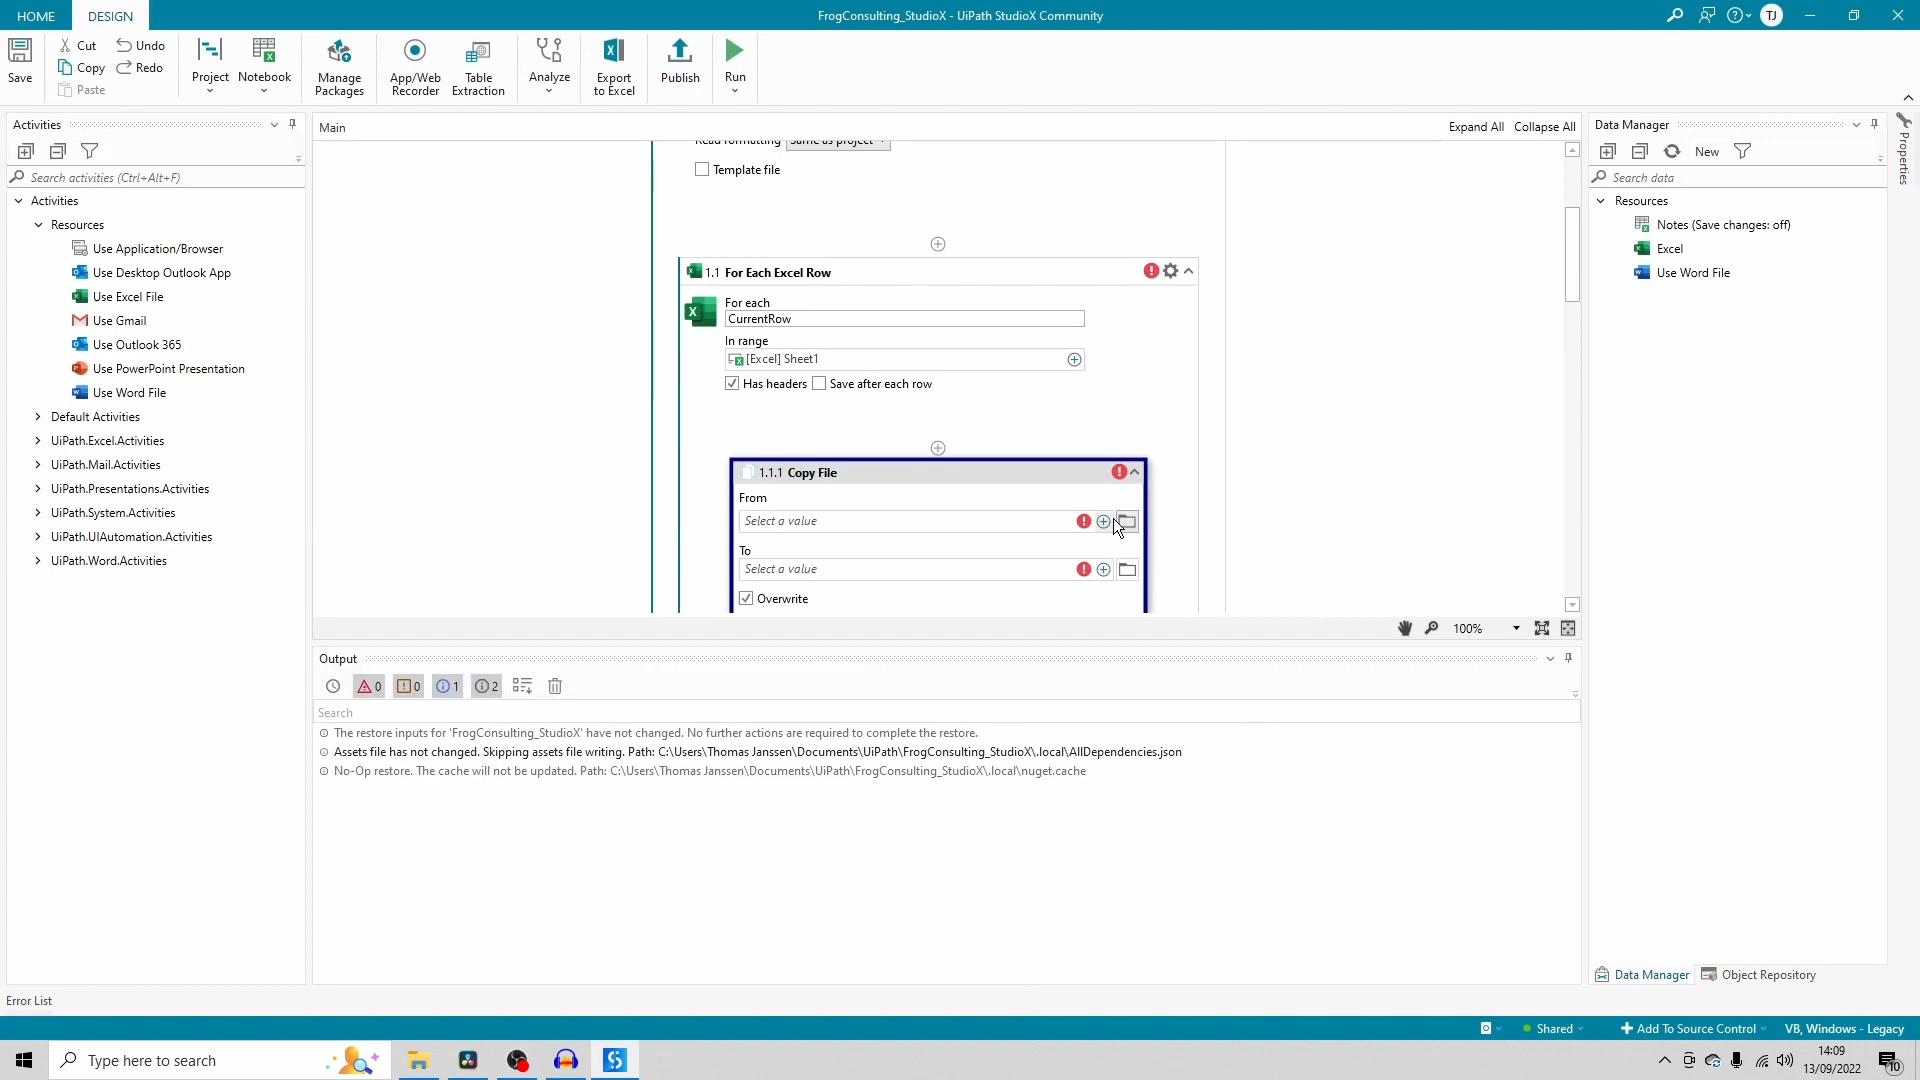 HOME
DESIGN
FrogConsulting_StudioX - UiPath StudioX Community
TJ
Save
Cut
Copy
Paste
Undo
Redo
Project
Notebook
Manage Packages
App/Web Recorder
Table Extraction
Analyze
Export to Excel
Publish
Run
Activities
Search activities (Ctrl+Alt+F)
Activities
Resources
Use Application/Browser
Use Desktop Outlook App
Use Excel File
Use Gmail
Use Outlook 365
Use PowerPoint Presentation
Use Word File
Default Activities
UiPath.Excel.Activities
UiPath.Mail.Activities
UiPath.Presentations.Activities
UiPath.System.Activities
UiPath.UIAutomation.Activities
UiPath.Word.Activities
Main
Expand All Collapse All
Read formatting Same as project
Template file
1.1 For Each Excel Row
For each
CurrentRow
In range
[Excel] Sheet1
Has headers Save after each row
1.1.1 Copy File
From
Select a value
To
Select a value
Overwrite
100%
Output
0
0
1
2
Search
The restore inputs for 'FrogConsulting_StudioX' have not changed. No further actions are required to complete the restore.
Assets file has not changed. Skipping assets file writing. Path: C:\Users\Thomas Janssen\Documents\UiPath\FrogConsulting_StudioX\.local\AllDependencies.json
No-Op restore. The cache will not be updated. Path: C:\Users\Thomas Janssen\Documents\UiPath\FrogConsulting_StudioX\.local\nuget.cache
Data Manager
New
Search data
Resources
Notes (Save changes: off)
Excel
Use Word File
Properties
Data Manager
Object Repository
Error List
Shared
Add To Source Control
VB, Windows - Legacy
Type here to search
14:09
13/09/2022
10